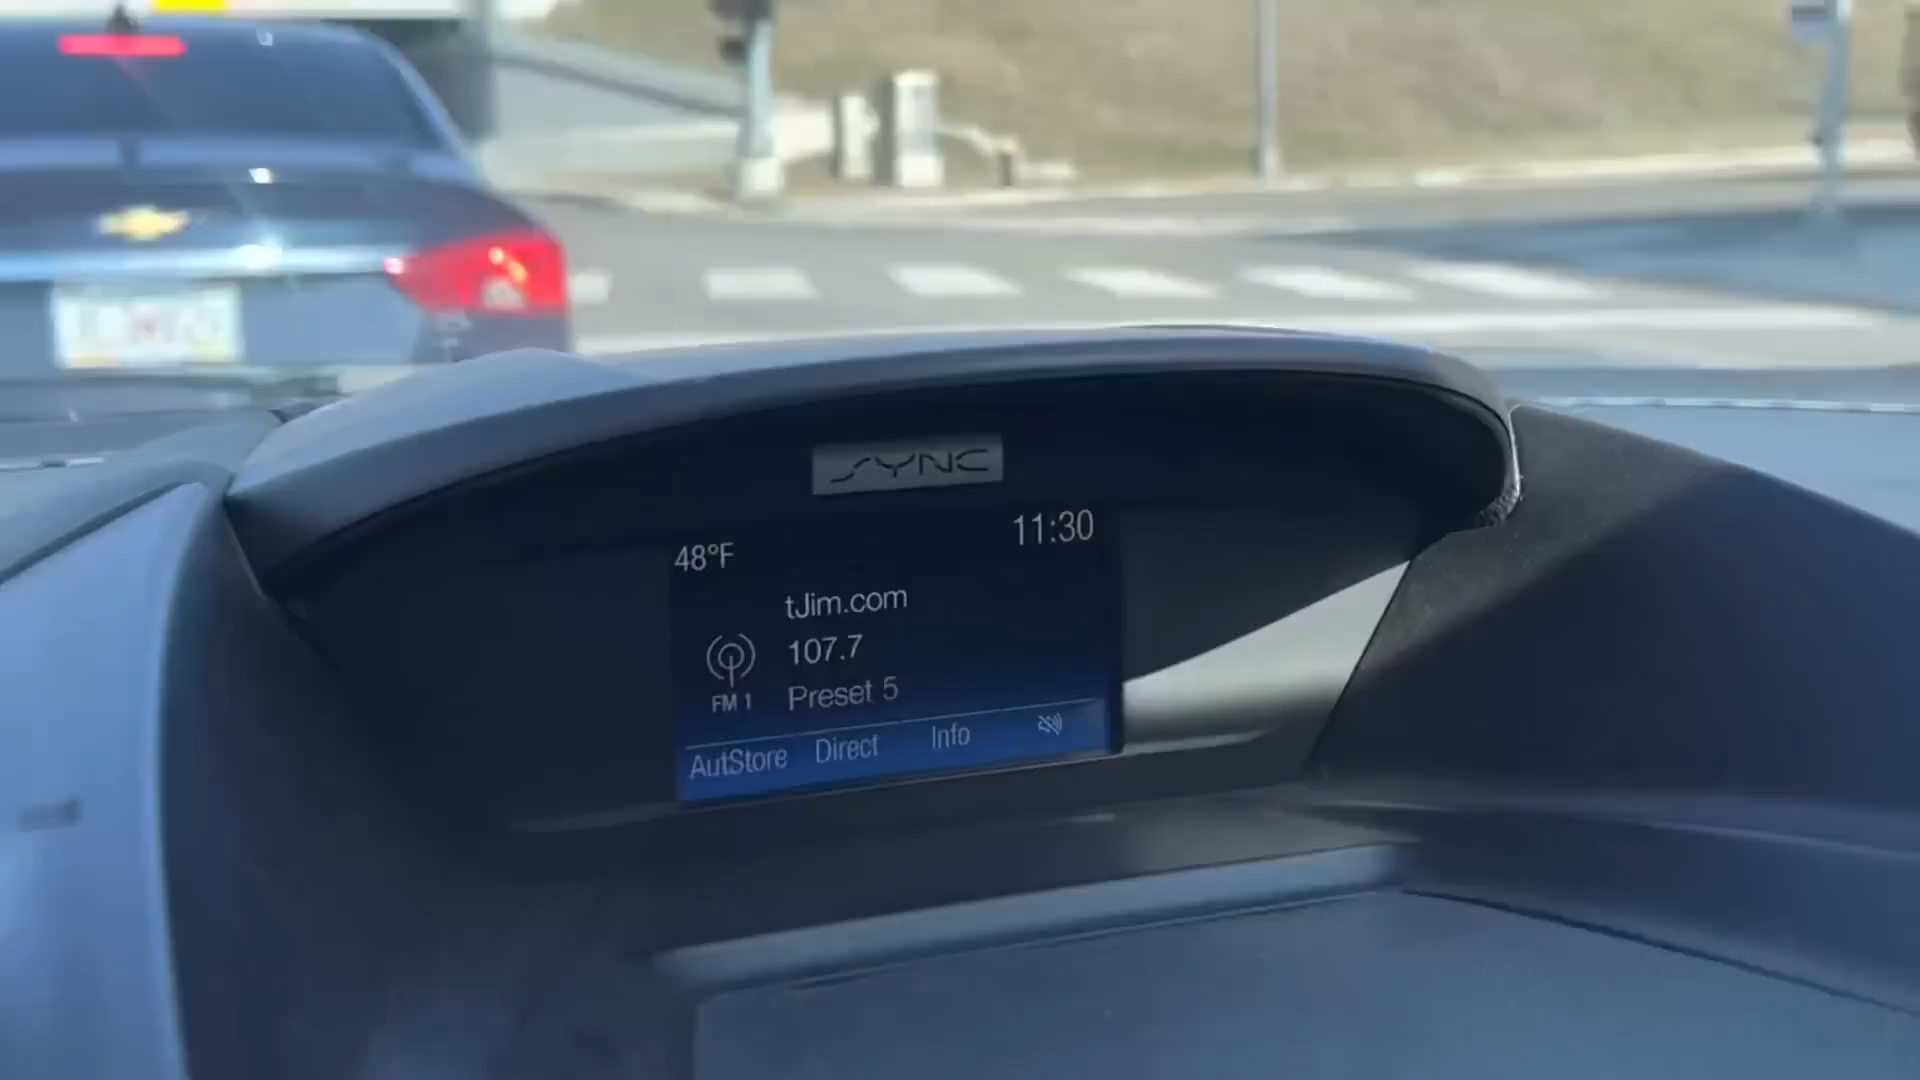 SYNC
48°F
11:30
tJim.com
107.7
FM 1
Preset 5
AutStore
Direct
Info